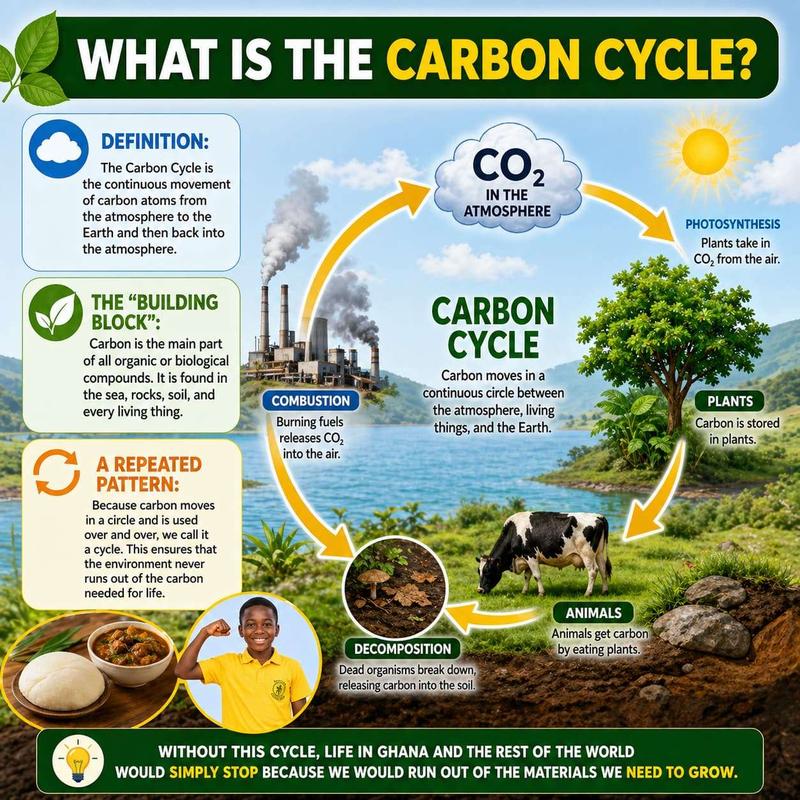 WHAT IS THE CARBON CYCLE?
DEFINITION:
The Carbon Cycle is
the continuous movement
of carbon atoms from
the atmosphere to the
Earth and then back into
the atmosphere.
THE “BUILDING
BLOCK”:
Carbon is the main part
of all organic or biological
compounds. It is found in
the sea, rocks, soil, and
every living thing.
A REPEATED
PATTERN:
Because carbon moves
in a circle and is used
over and over, we call it
a cycle. This ensures that
the environment never
runs out of the carbon
needed for life.
CO₂
IN THE
ATMOSPHERE
PHOTOSYNTHESIS
Plants take in
CO₂ from the air.
CARBON
CYCLE
Carbon moves in a
continuous circle between
the atmosphere, living
things, and the Earth.
COMBUSTION
Burning fuels
releases CO₂
into the air.
PLANTS
Carbon is stored
in plants.
ANIMALS
Animals get carbon
by eating plants.
DECOMPOSITION
Dead organisms break down,
releasing carbon into the soil.
WITHOUT THIS CYCLE, LIFE IN GHANA AND THE REST OF THE WORLD
WOULD SIMPLY STOP BECAUSE WE WOULD RUN OUT OF THE MATERIALS WE NEED TO GROW.